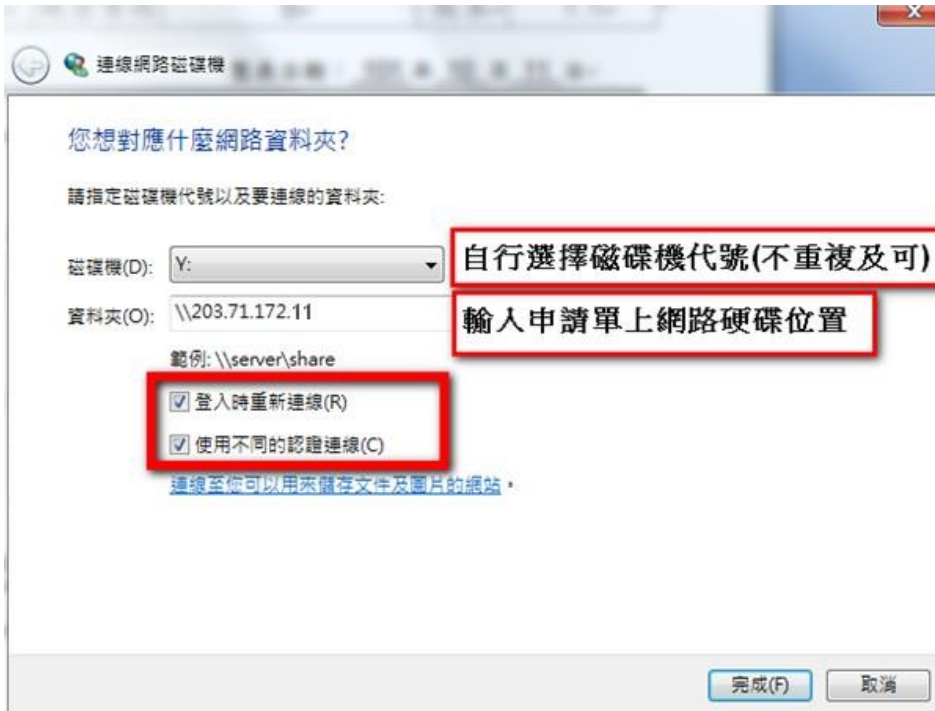 連線網路磁碟機
您想對應什麼網路資料夾?
請指定磁碟機代號以及要連線的資料夾:
磁碟機(D): Y: 自行選擇磁碟機代號(不重複及可)
資料夾(O): \\203.71.172.11 輸入申請單上網路硬碟位置
範例: \\server\share
登入時重新連線(R)
使用不同的認證連線(C)
連線至您可以用來儲存文件及圖片的網站。
完成(F) 取消